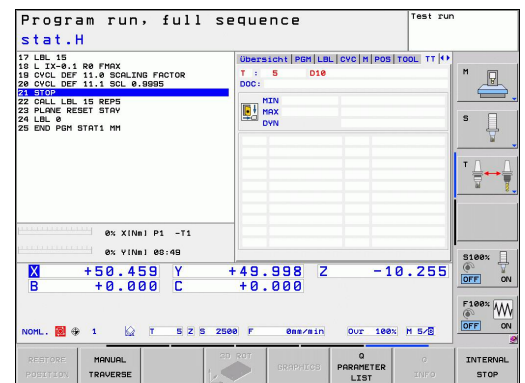 Program run, full sequence
Test run
stat.H
17 LBL 15
18 L IX-0.1 R0 FMAX
19 CYCL DEF 11.0 SCALING FACTOR
20 CYCL DEF 11.1 SCL 0.9995
21 STOP
22 CALL LBL 15 REP5
23 PLANE RESET STAY
24 LBL 0
25 END PGM STAT1 MM
Übersicht PGM LBL CYC M POS TOOL TT
T : 5 D10
DOC:
MIN
MAX
DYN
M
S
T
0% X[Nm] P1 -T1
0% Y[Nm] 08:49
X +50.459 Y +49.998 Z -10.255
B +0.000 C +0.000
S100%
OFF ON
F100%
OFF ON
NOML. 1 T 5 Z S 2500 F 0mm/min Ovr 100% M 5/8
RESTORE POSITION
MANUAL TRAVERSE
3D ROT
GRAPHICS
Q PARAMETER LIST
INFO
INTERNAL STOP